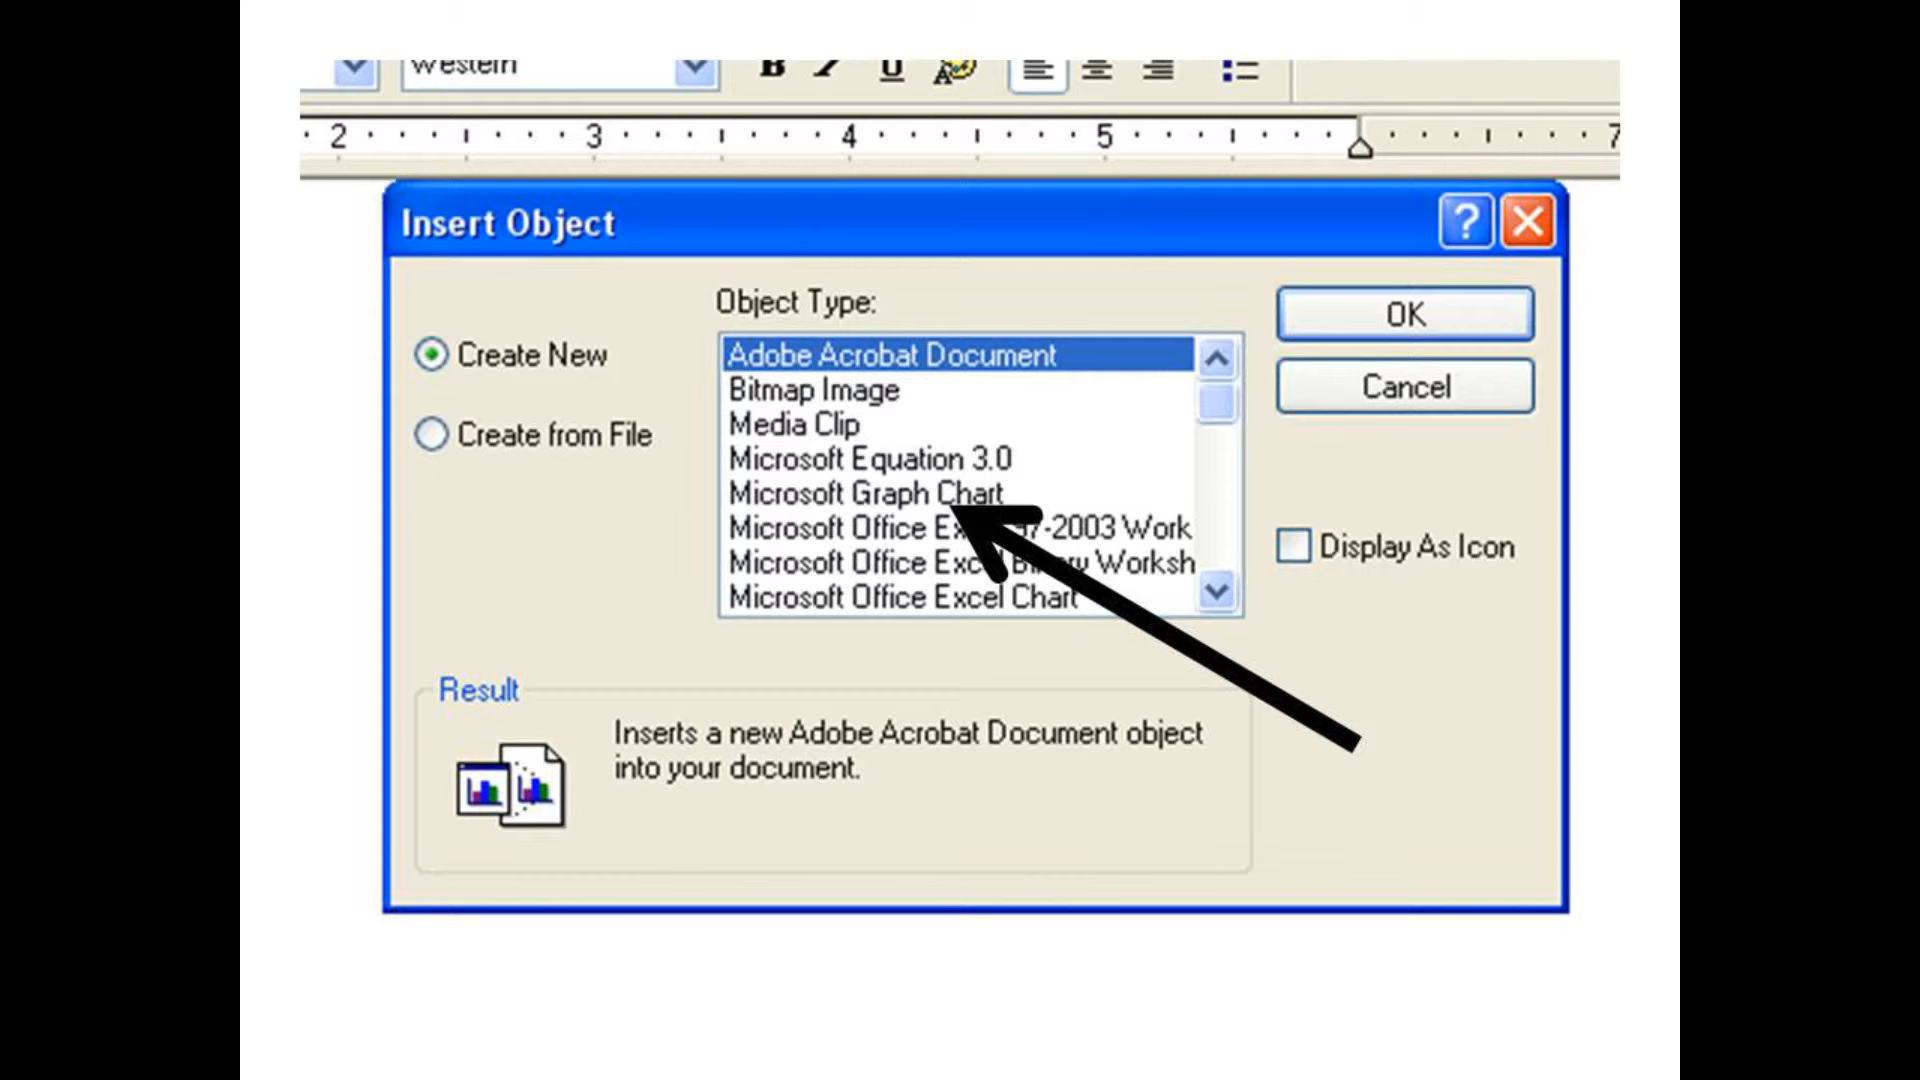 Western
B I U
2 3 4 5 7
Insert Object
?
Object Type:
OK
Create New
Adobe Acrobat Document
Cancel
Bitmap Image
Create from File
Media Clip
Microsoft Equation 3.0
Microsoft Graph Chart
Microsoft Office 97-2003 Work
Display As Icon
Microsoft Office Worksh
Microsoft Office Excel Chart
Result
Inserts a new Adobe Acrobat Document object
into your document.